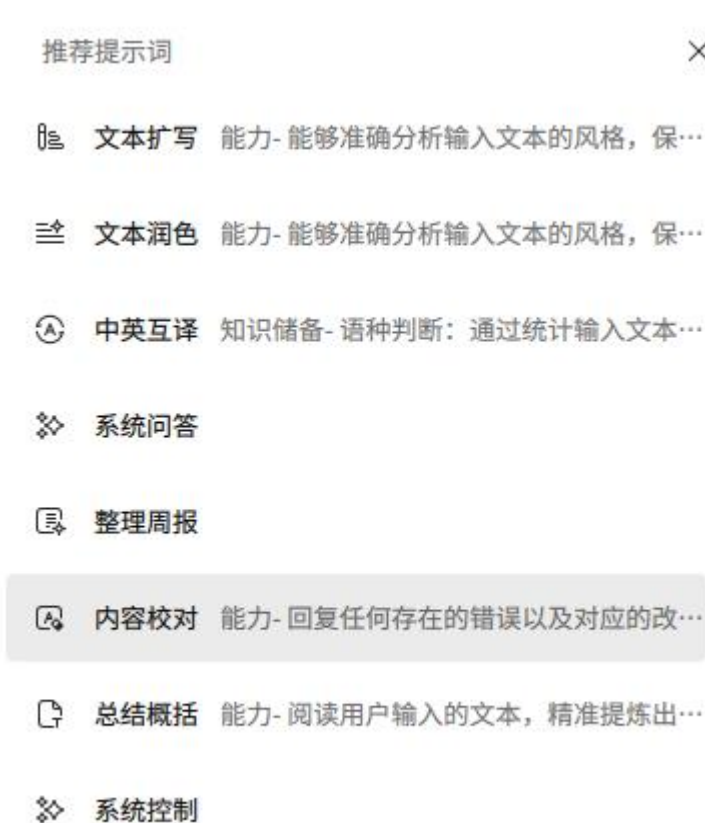 推荐提示词
文本扩写 能力- 能够准确分析输入文本的风格，保…
文本润色 能力- 能够准确分析输入文本的风格，保…
中英互译 知识储备- 语种判断：通过统计输入文本…
系统问答
整理周报
内容校对 能力- 回复任何存在的错误以及对应的改…
总结概括 能力- 阅读用户输入的文本，精准提炼出…
系统控制